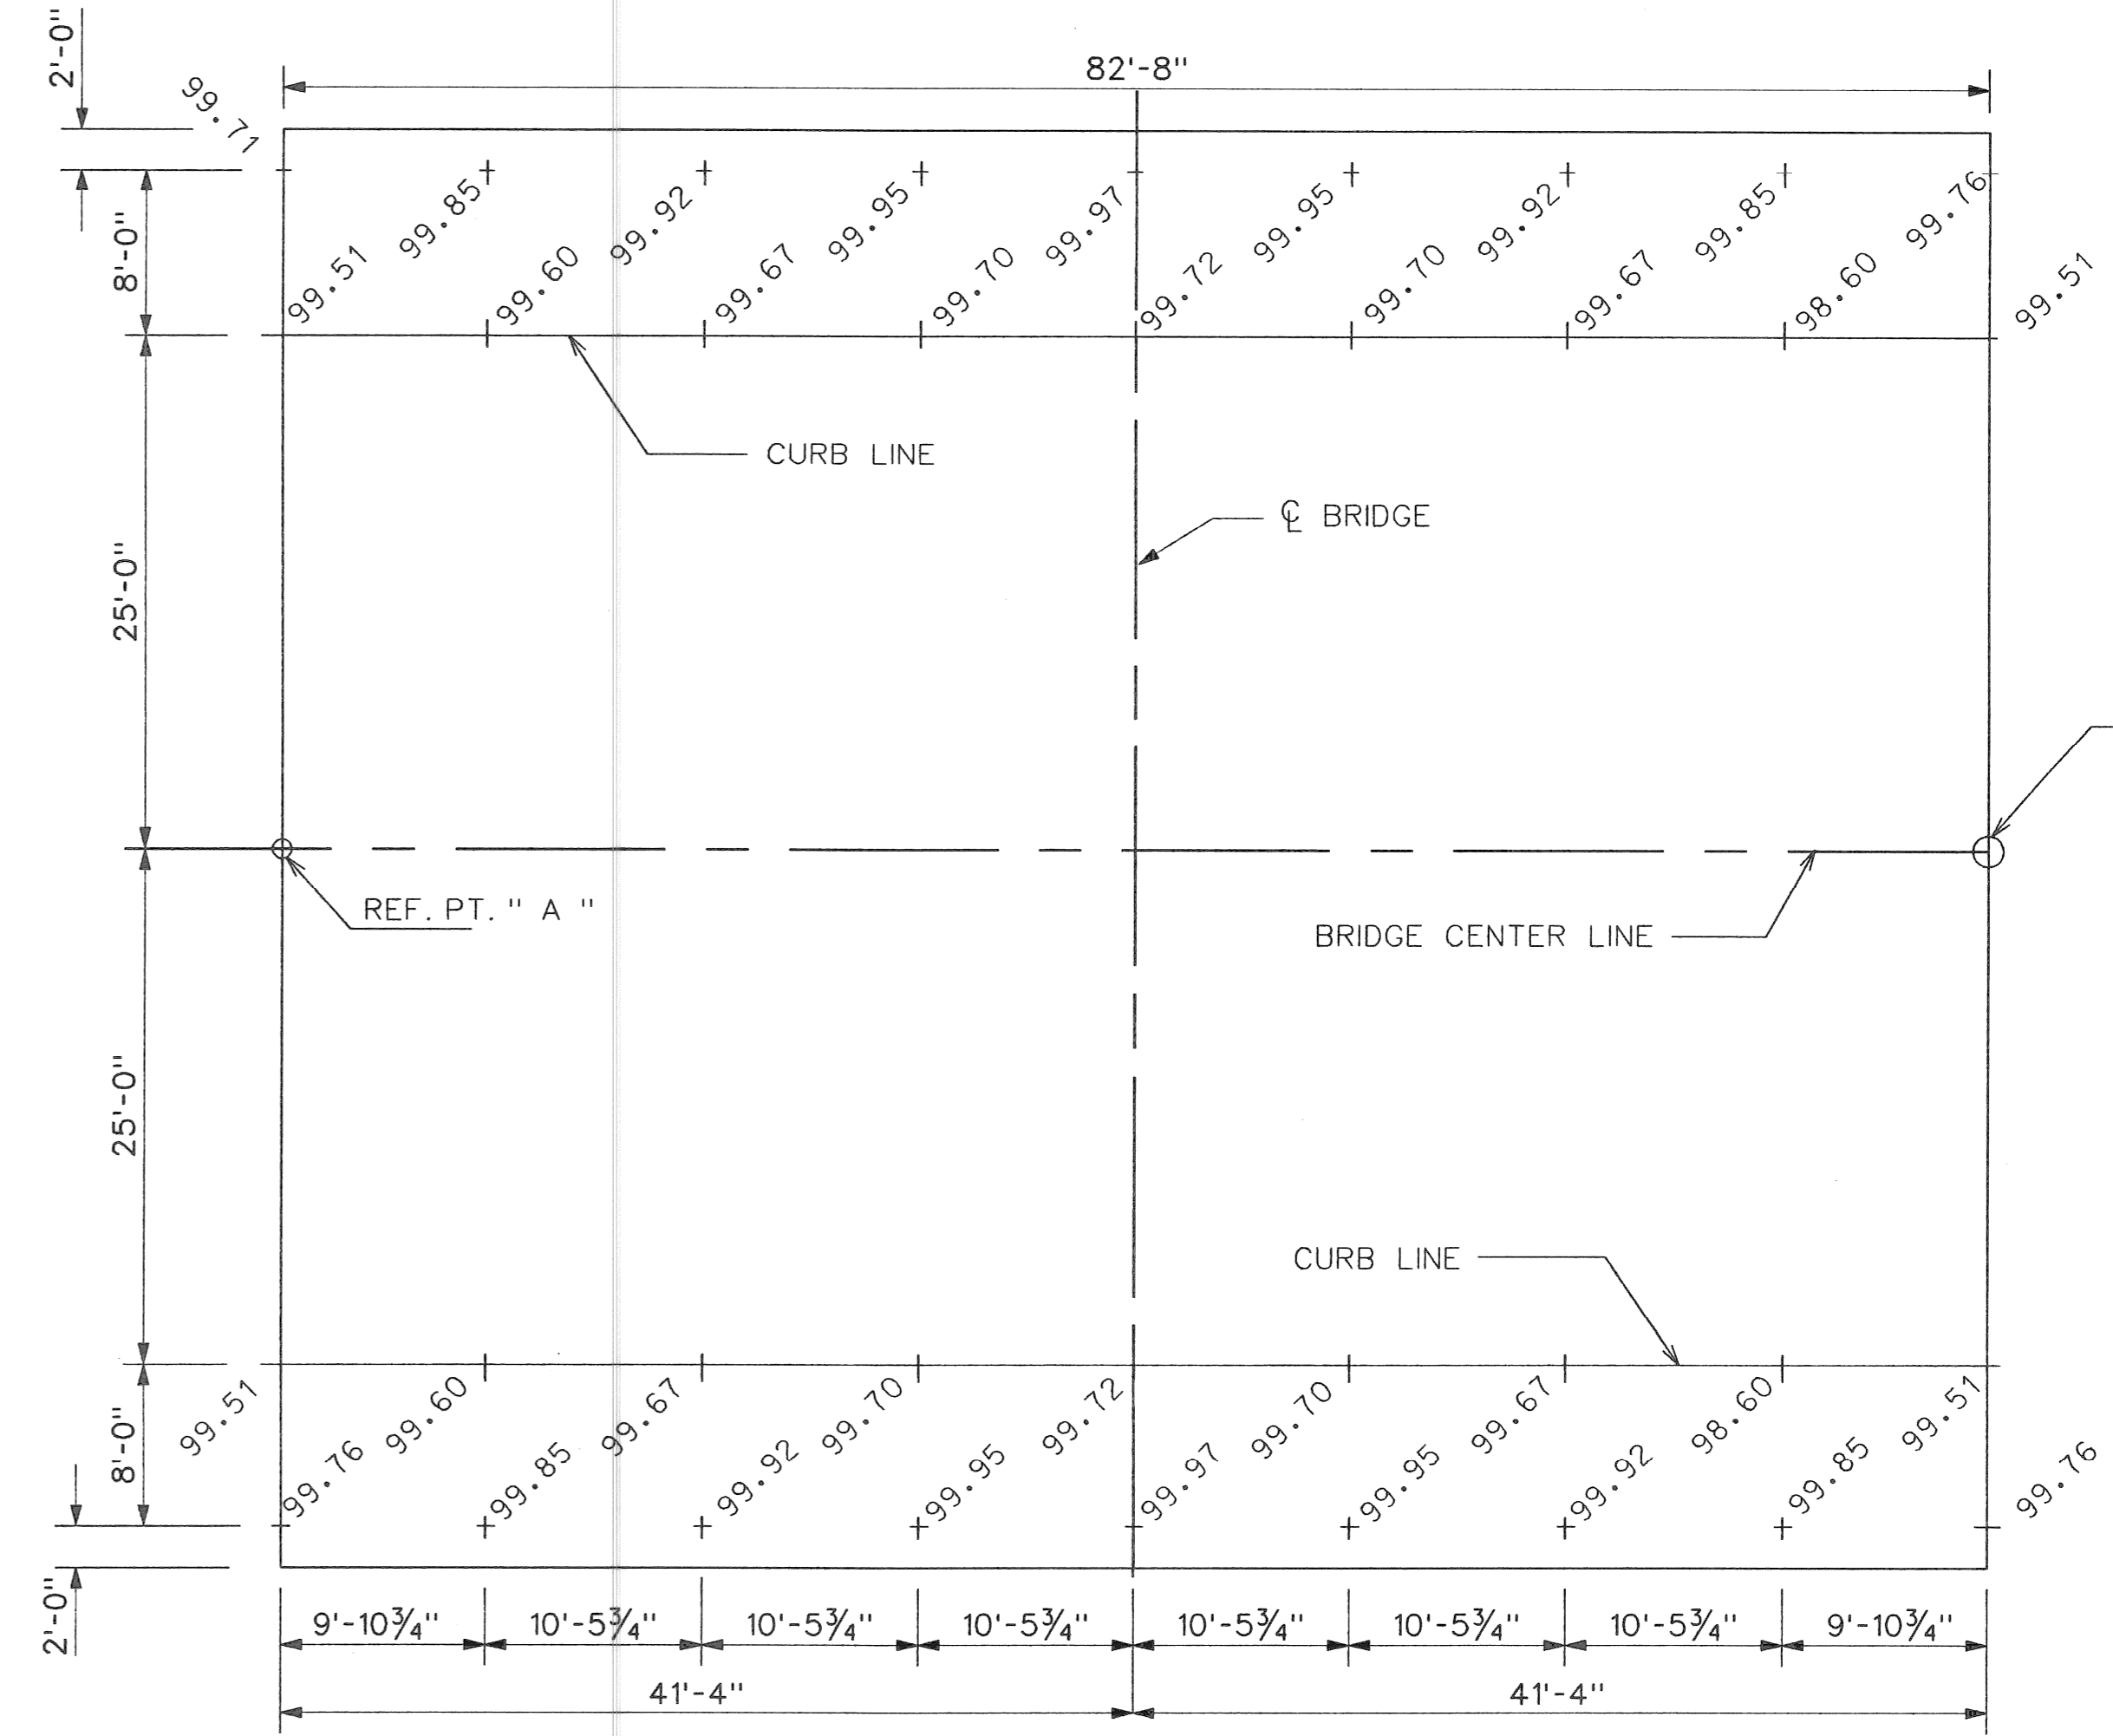 2'-0"
82'-8"
99.71
99.85 99.92 99.95 99.97 99.95 99.92 99.85 99.76
8'-0"
99.51 99.60 99.67 99.70 99.72 99.70 99.67 98.60 99.51
CURB LINE
℄ BRIDGE
25'-0"
REF. PT. " A "
BRIDGE CENTER LINE
25'-0"
CURB LINE
99.51 99.60 99.67 99.70 99.72 99.70 99.67 98.60 99.51
8'-0"
99.76 99.85 99.92 99.95 99.97 99.95 99.92 99.85 99.76
2'-0"
9'-10¾" 10'-5¾" 10'-5¾" 10'-5¾" 10'-5¾" 10'-5¾" 10'-5¾" 9'-10¾"
41'-4" 41'-4"